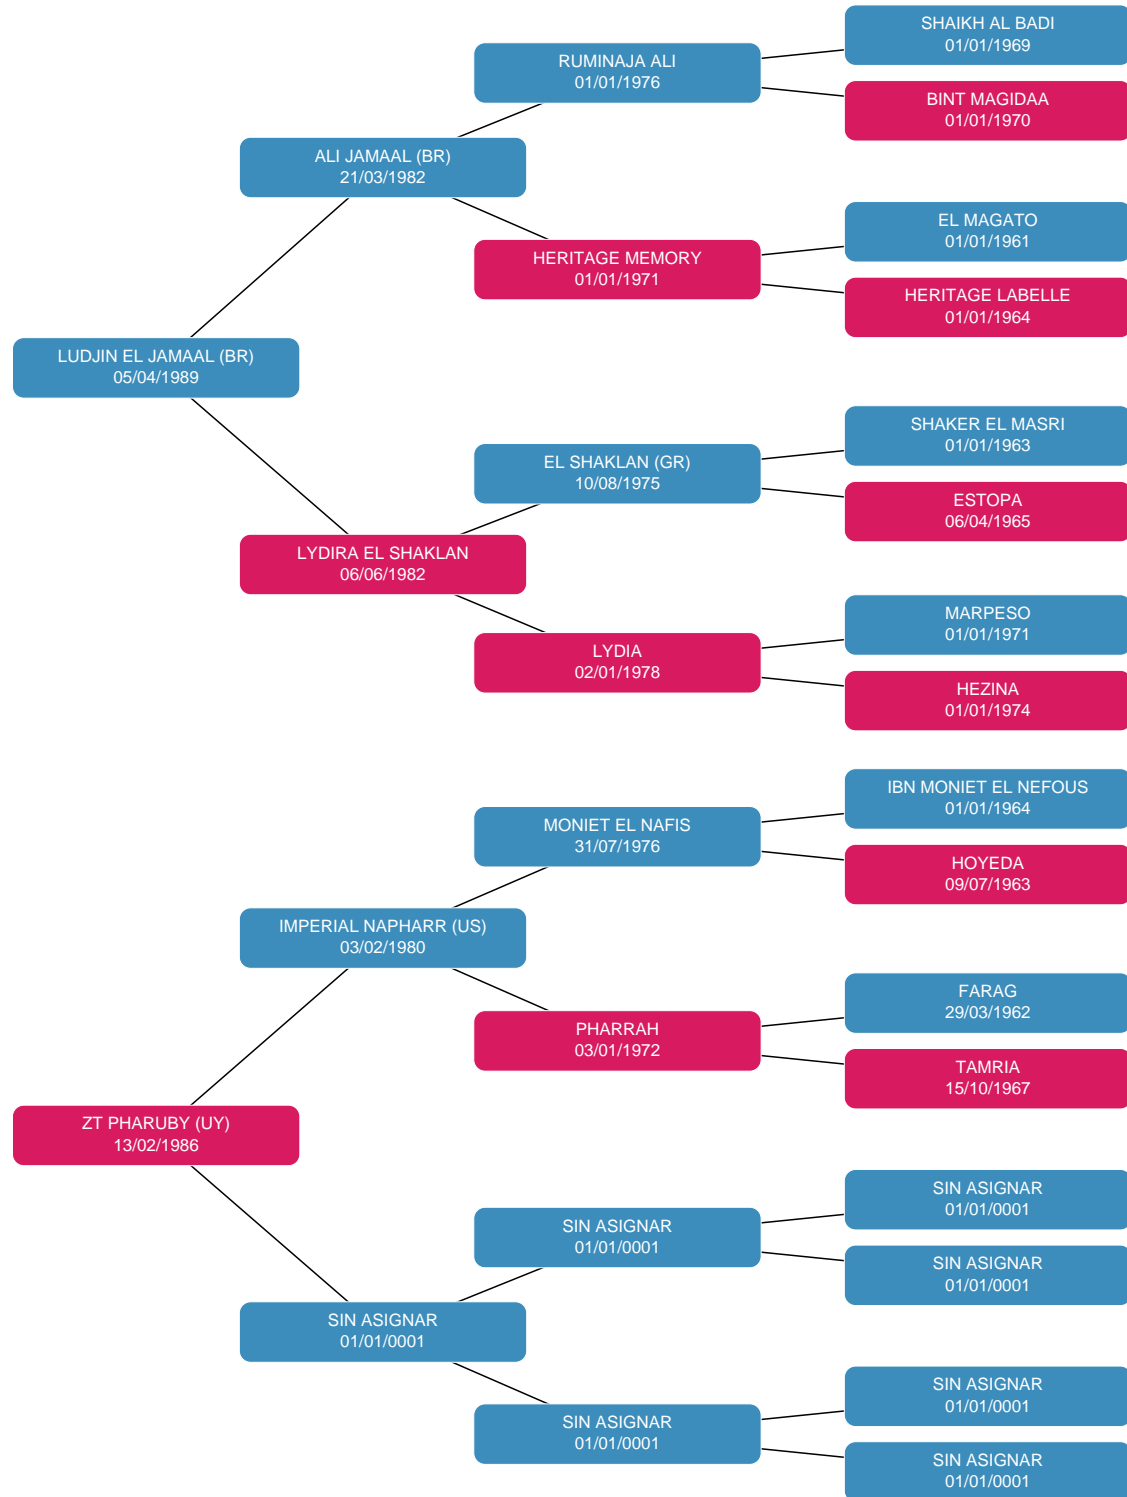 SHAIKH AL BADI
01/01/1969
RUMINAJA ALI
01/01/1976
BINT MAGIDAA
01/01/1970
ALI JAMAAL (BR)
21/03/1982
EL MAGATO
01/01/1961
HERITAGE MEMORY
01/01/1971
HERITAGE LABELLE
01/01/1964
LUDJIN EL JAMAAL (BR)
05/04/1989
SHAKER EL MASRI
01/01/1963
EL SHAKLAN (GR)
10/08/1975
ESTOPA
06/04/1965
LYDIRA EL SHAKLAN
06/06/1982
MARPESO
01/01/1971
LYDIA
02/01/1978
HEZINA
01/01/1974
IBN MONIET EL NEFOUS
01/01/1964
MONIET EL NAFIS
31/07/1976
HOYEDA
09/07/1963
IMPERIAL NAPHARR (US)
03/02/1980
FARAG
29/03/1962
PHARRAH
03/01/1972
TAMRIA
15/10/1967
ZT PHARUBY (UY)
13/02/1986
SIN ASIGNAR
01/01/0001
SIN ASIGNAR
01/01/0001
SIN ASIGNAR
01/01/0001
SIN ASIGNAR
01/01/0001
SIN ASIGNAR
01/01/0001
SIN ASIGNAR
01/01/0001
SIN ASIGNAR
01/01/0001